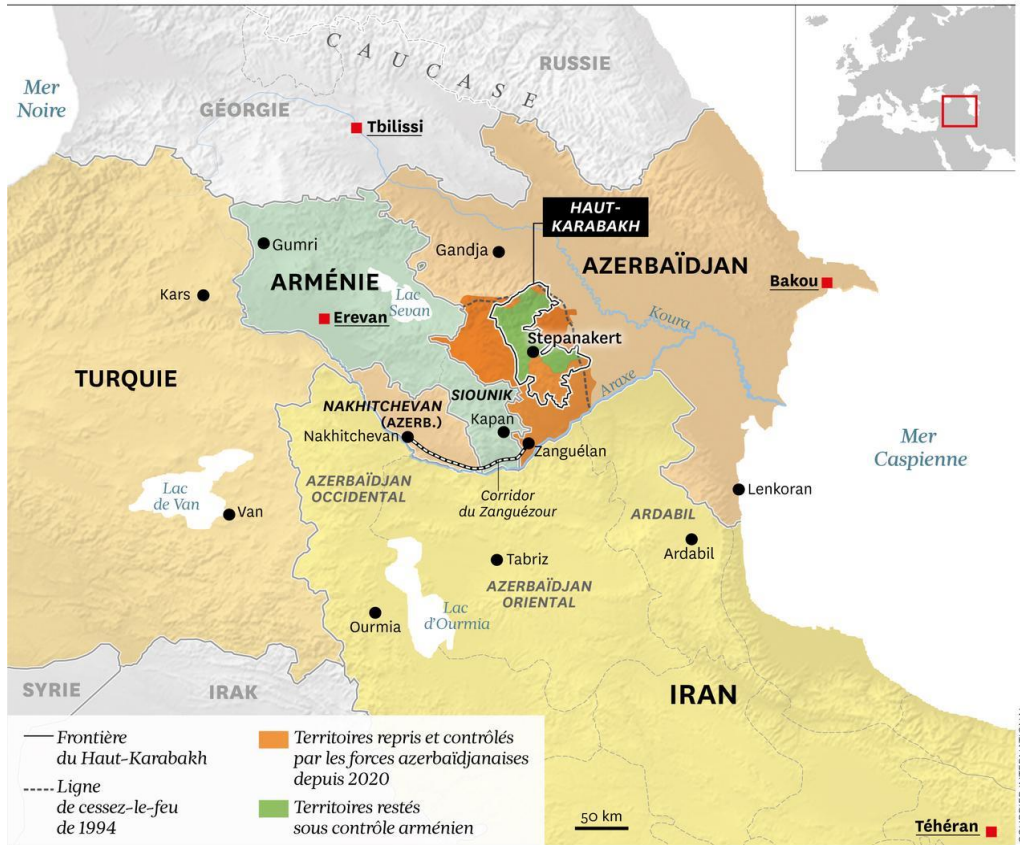 CAUCASE
RUSSIE
Mer
Noire
GÉORGIE
Tbilissi
HAUT-
KARABAKH
Gumri
Gandja
AZERBAÏDJAN
ARMÉNIE
Bakou
Kars
Lac
Sevan
Erevan
Koura
Stepanakert
TURQUIE
Araxe
SIOUNIK
NAKHITCHEVAN
(AZERB.)
Kapan
Nakhitchevan
Zanguélan
Mer
Caspienne
AZERBAÏDJAN
OCCIDENTAL
Corridor
du Zanguézour
Lac
de Van
Van
Lenkoran
ARDABIL
Ardabil
Tabriz
AZERBAÏDJAN
ORIENTAL
Lac
d'Ourmia
Ourmia
SYRIE
IRAK
IRAN
Frontière
du Haut-Karabakh
Ligne
de cessez-le-feu
de 1994
Territoires repris et contrôlés
par les forces azerbaïdjanaises
depuis 2020
Territoires restés
sous contrôle arménien
50 km
Téhéran